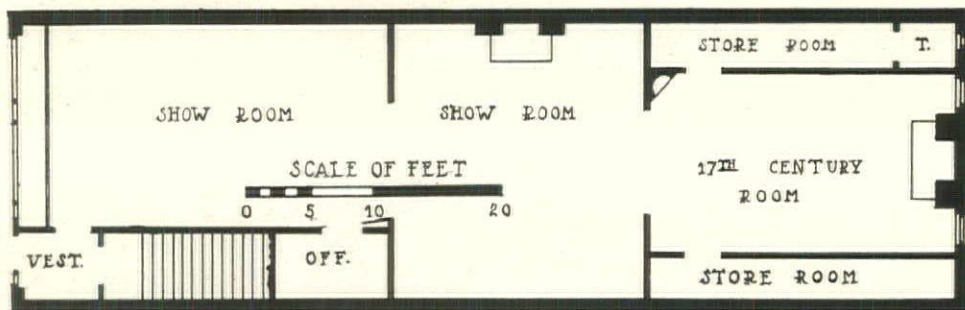 STORE ROOM
T.
SHOW ROOM
SHOW ROOM
SCALE OF FEET
0 5 10 20
17TH CENTURY
ROOM
VEST.
OFF.
STORE ROOM